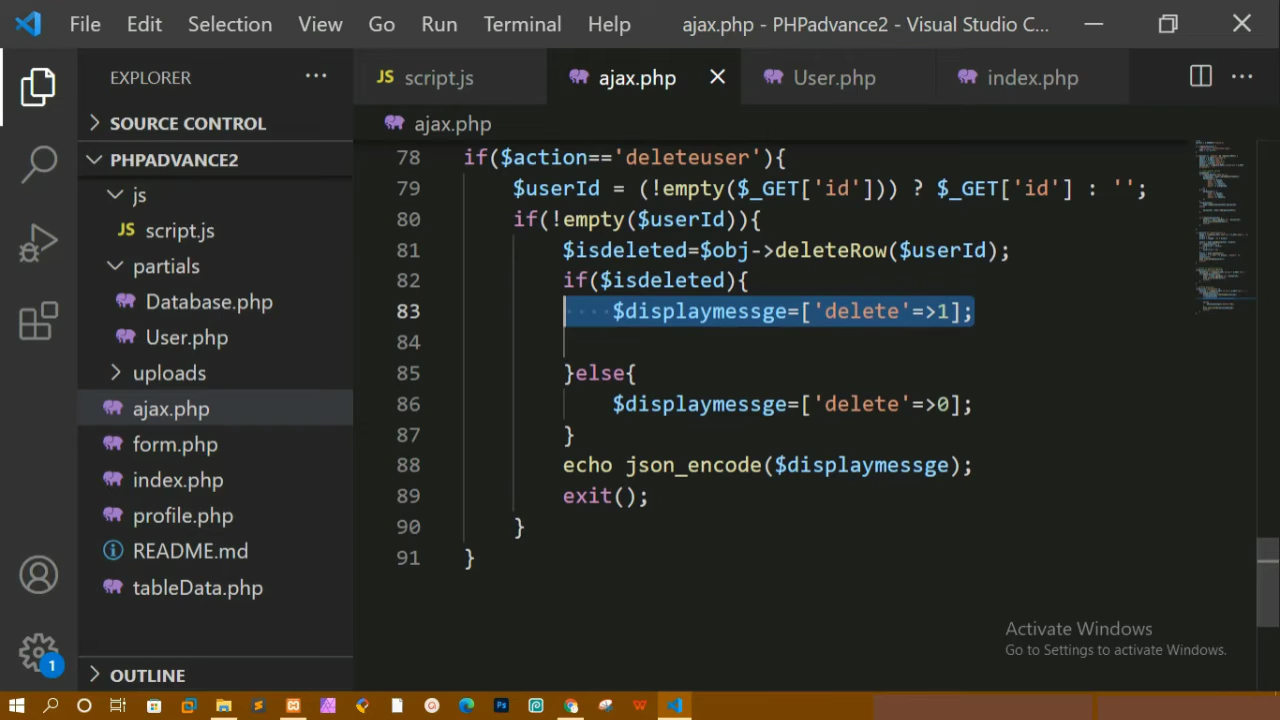 File Edit Selection View Go Run Terminal Help ajax.php - PHPadvance2 - Visual Studio C...
EXPLORER ... JS script.js ajax.php User.php index.php ...
SOURCE CONTROL ajax.php
PHPADVANCE2
js
JS script.js
partials
Database.php
User.php
uploads
ajax.php
form.php
index.php
profile.php
README.md
tableData.php
OUTLINE
1
78 if($action=='deleteuser'){
79 $userId = (!empty($_GET['id'])) ? $_GET['id'] : '';
80 if(!empty($userId)){
81 $isdeleted=$obj->deleteRow($userId);
82 if($isdeleted){
83 $displaymessge=['delete'=>1];
84
85 }else{
86 $displaymessge=['delete'=>0];
87 }
88 echo json_encode($displaymessge);
89 exit();
90 }
91 }
Activate Windows
Go to Settings to activate Windows.
Ps